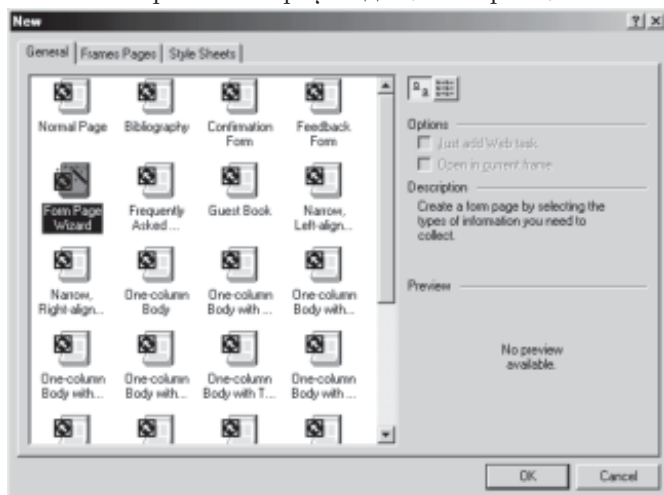 New
General Frames Pages Style Sheets
Normal Page Bibliography Confirmation Form Feedback Form
Form Page Wizard Frequently Asked ... Guest Book Narrow, Left-align...
Narrow, Right-align... One-column Body One-column Body with ... One-column Body with...
One-column Body with... One-column Body with... One-column Body with T... One-column Body with ...
Options
Just add Web task
Open in current frame
Description
Create a form page by selecting the
types of information you need to
collect.
Preview
No preview
available.
OK Cancel